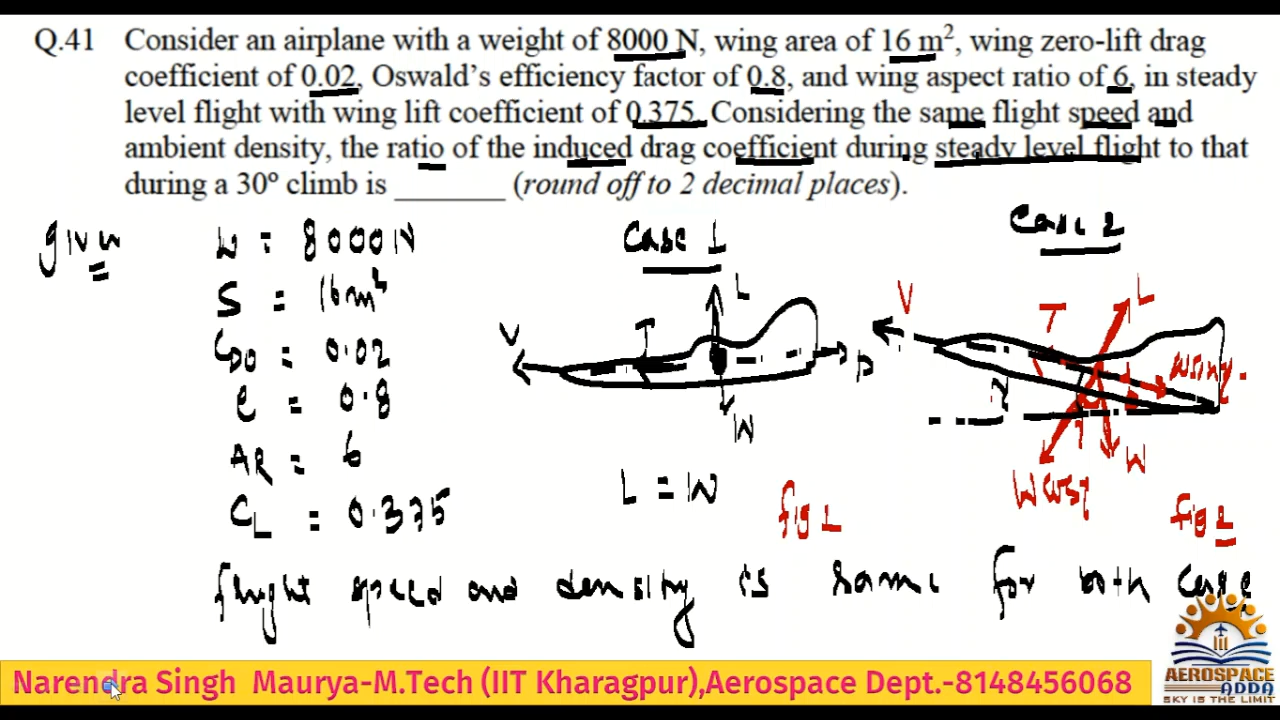 Q.41 Consider an airplane with a weight of 8000 N, wing area of 16 m², wing zero-lift drag
coefficient of 0.02, Oswald's efficiency factor of 0.8, and wing aspect ratio of 6, in steady
level flight with wing lift coefficient of 0.375. Considering the same flight speed and
ambient density, the ratio of the induced drag coefficient during steady level flight to that
during a 30º climb is ________ (round off to 2 decimal places).
given
W = 8000N
S = 16m²
CD0 = 0.02
e = 0.8
AR = 6
CL = 0.375
Case 1
L
V
T
D
W
L = W
fig 1
Case 2
V
T
L
W sinγ
γ
D
W
W cosγ
fig 2
flight speed and density is same for both case
AEROSPACE
ADDA
SKY IS THE LIMIT
Narendra Singh Maurya-M.Tech (IIT Kharagpur),Aerospace Dept.-8148456068